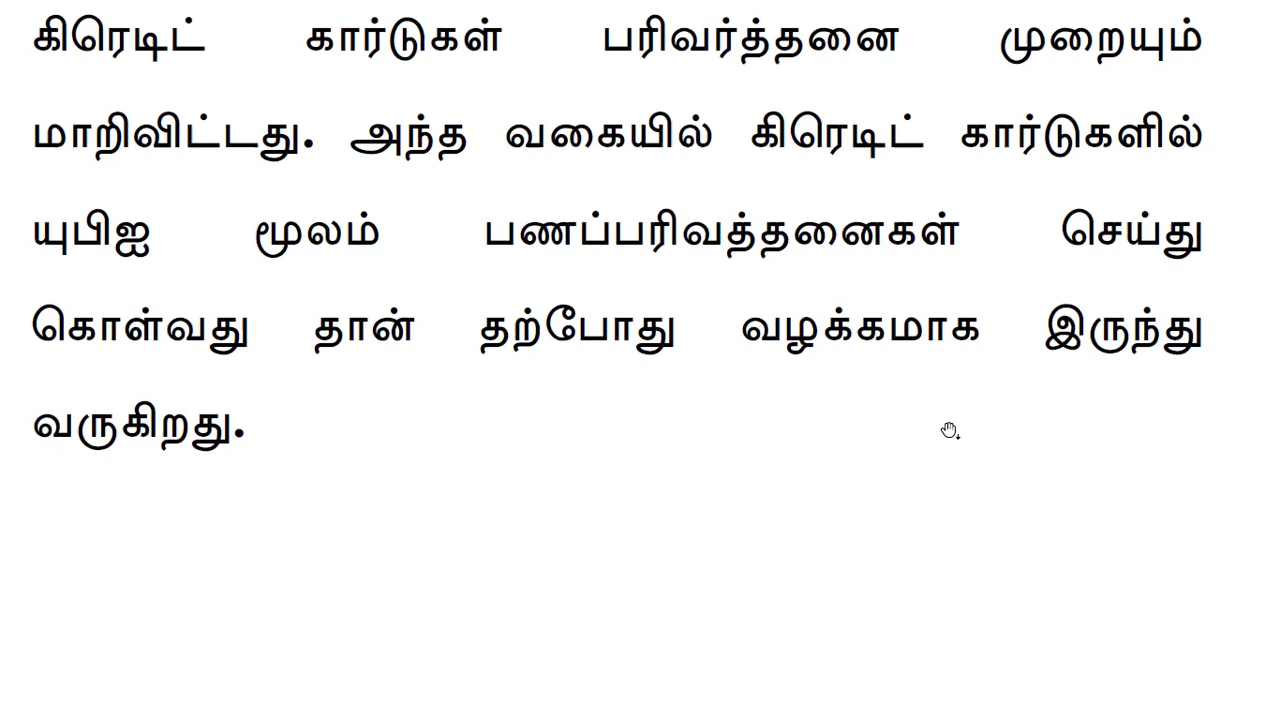 கிரெடிட் கார்டுகள் பரிவர்த்தனை முறையும்
மாறிவிட்டது. அந்த வகையில் கிரெடிட் கார்டுகளில்
யுபிஐ மூலம் பணப்பரிவத்தனைகள் செய்து
கொள்வது தான் தற்போது வழக்கமாக இருந்து
வருகிறது.